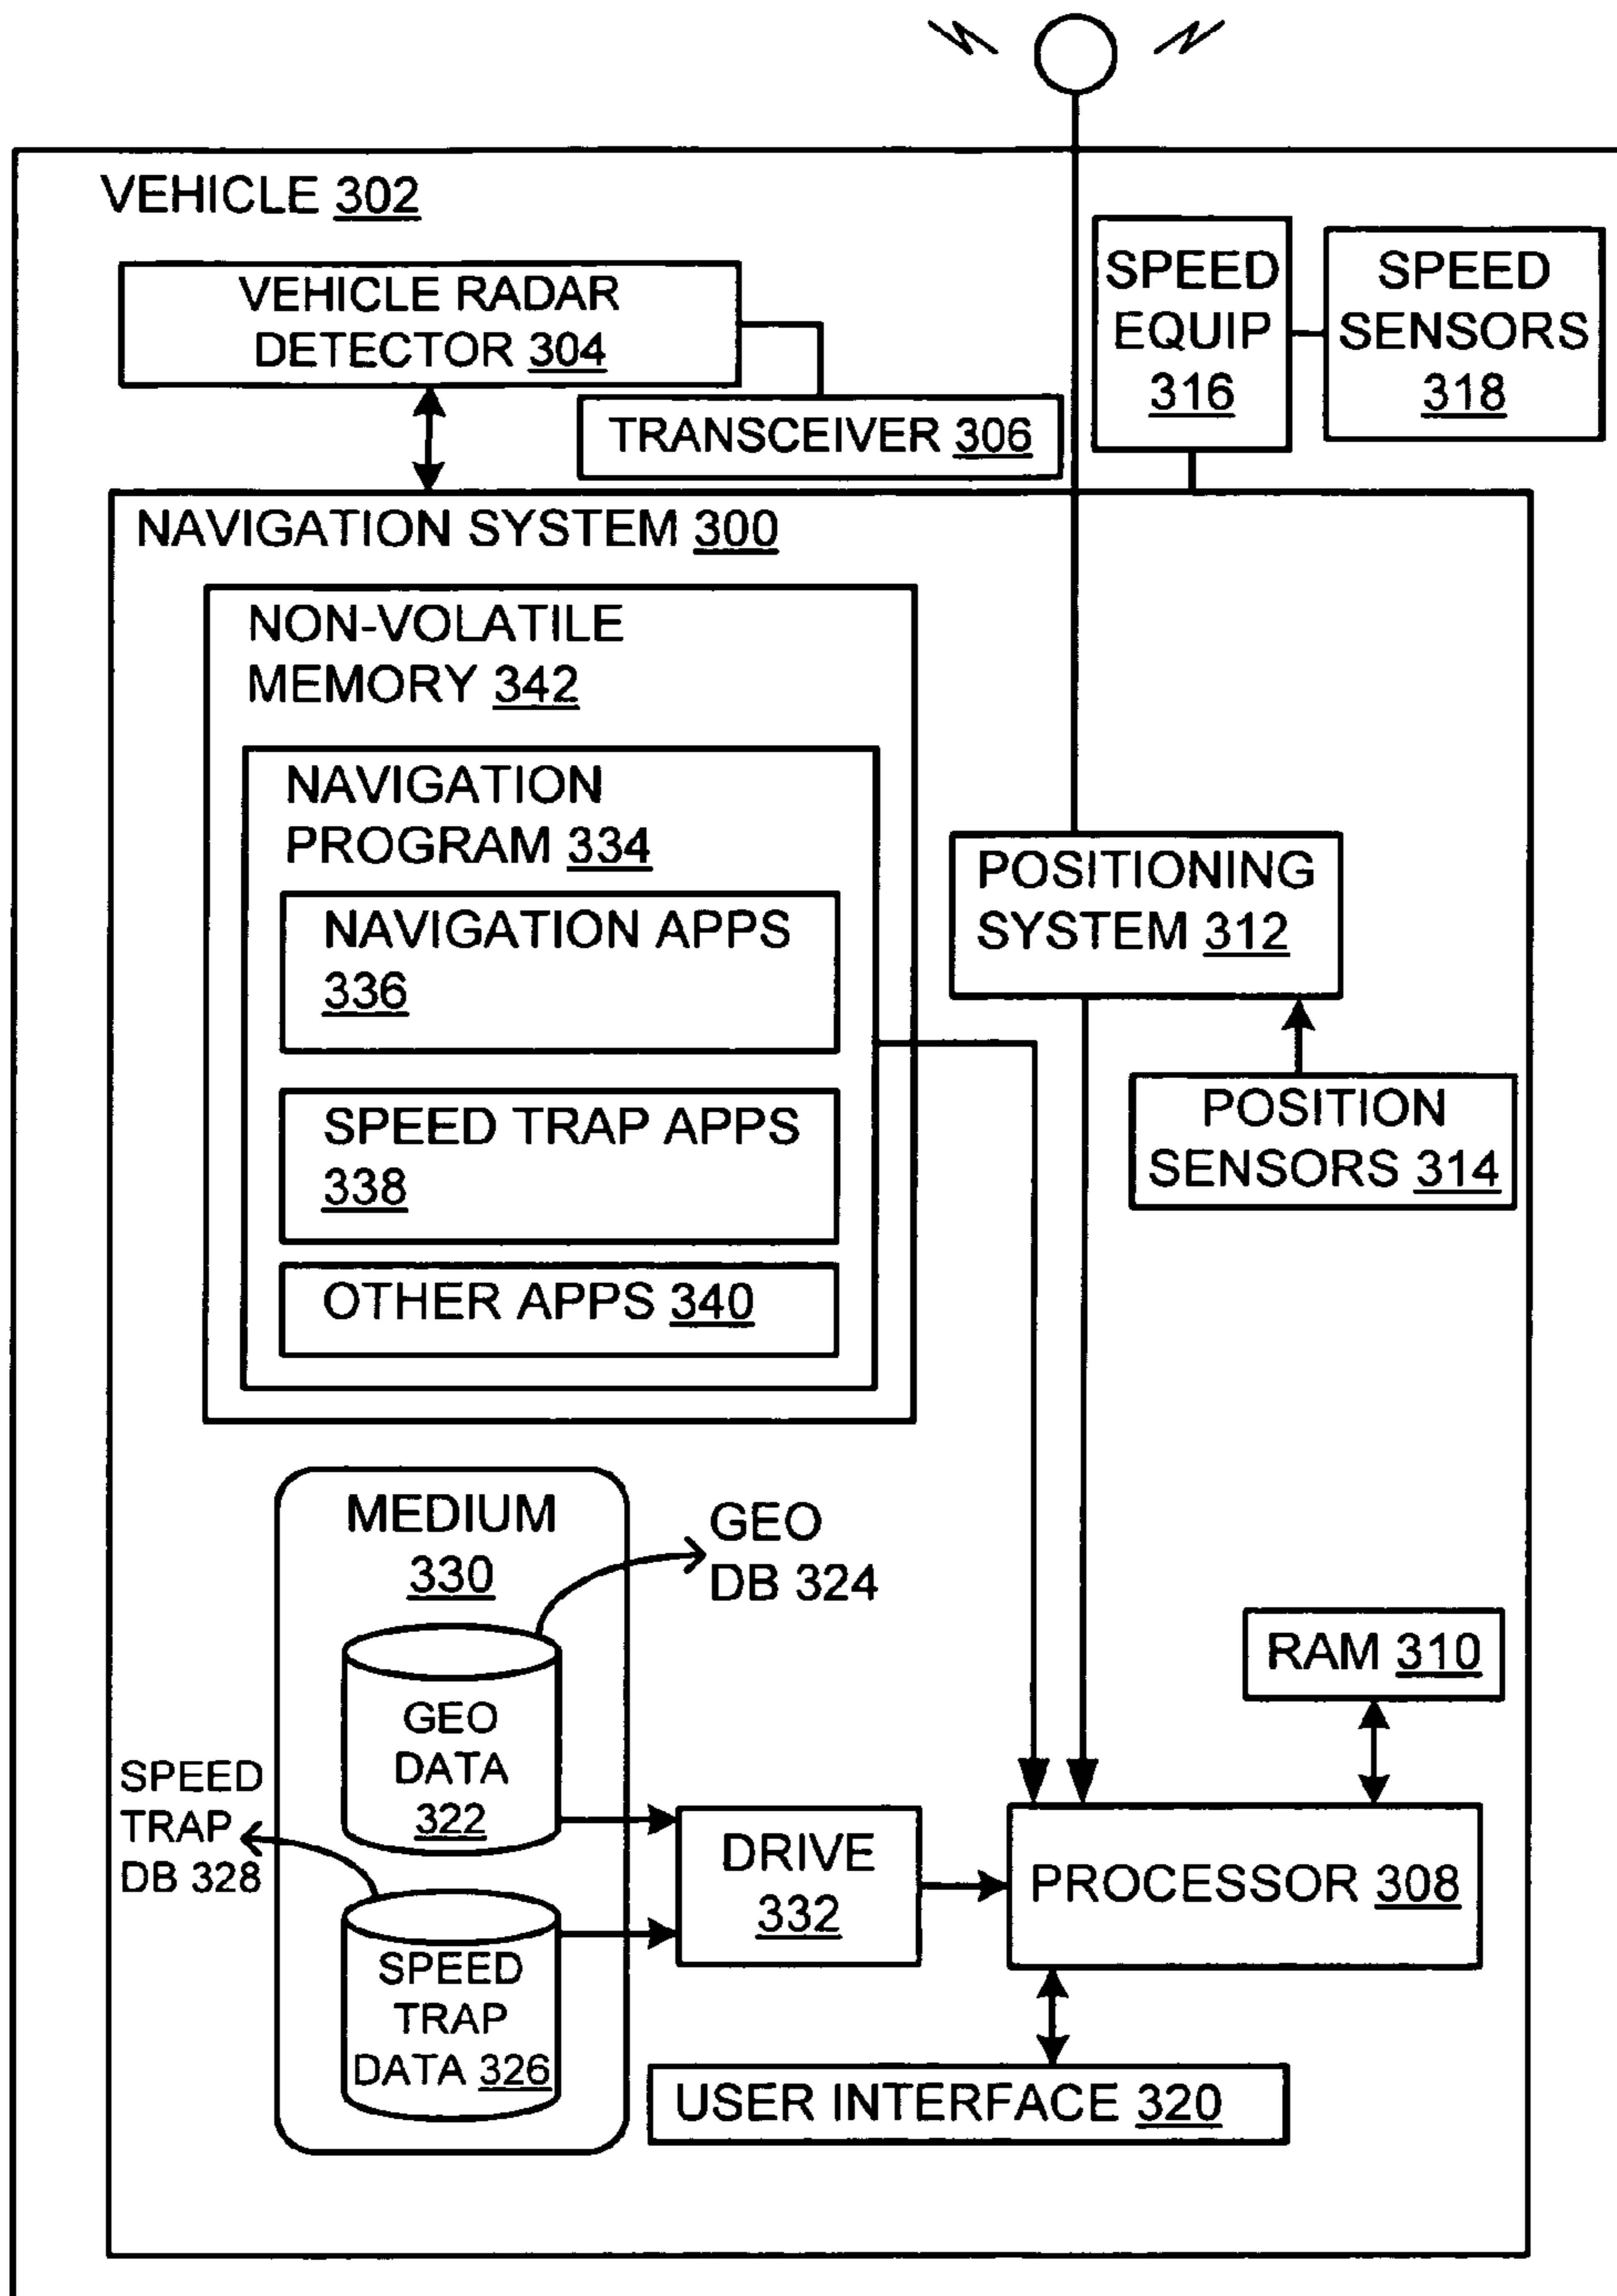 VEHICLE 302
VEHICLE RADAR
DETECTOR 304
TRANSCEIVER 306
SPEED
EQUIP
316
SPEED
SENSORS
318
NAVIGATION SYSTEM 300
NON-VOLATILE
MEMORY 342
NAVIGATION
PROGRAM 334
NAVIGATION APPS
336
SPEED TRAP APPS
338
OTHER APPS 340
POSITIONING
SYSTEM 312
POSITION
SENSORS 314
MEDIUM
330
GEO
DB 324
GEO
DATA
322
SPEED
TRAP
DB 328
SPEED
TRAP
DATA 326
DRIVE
332
RAM 310
PROCESSOR 308
USER INTERFACE 320